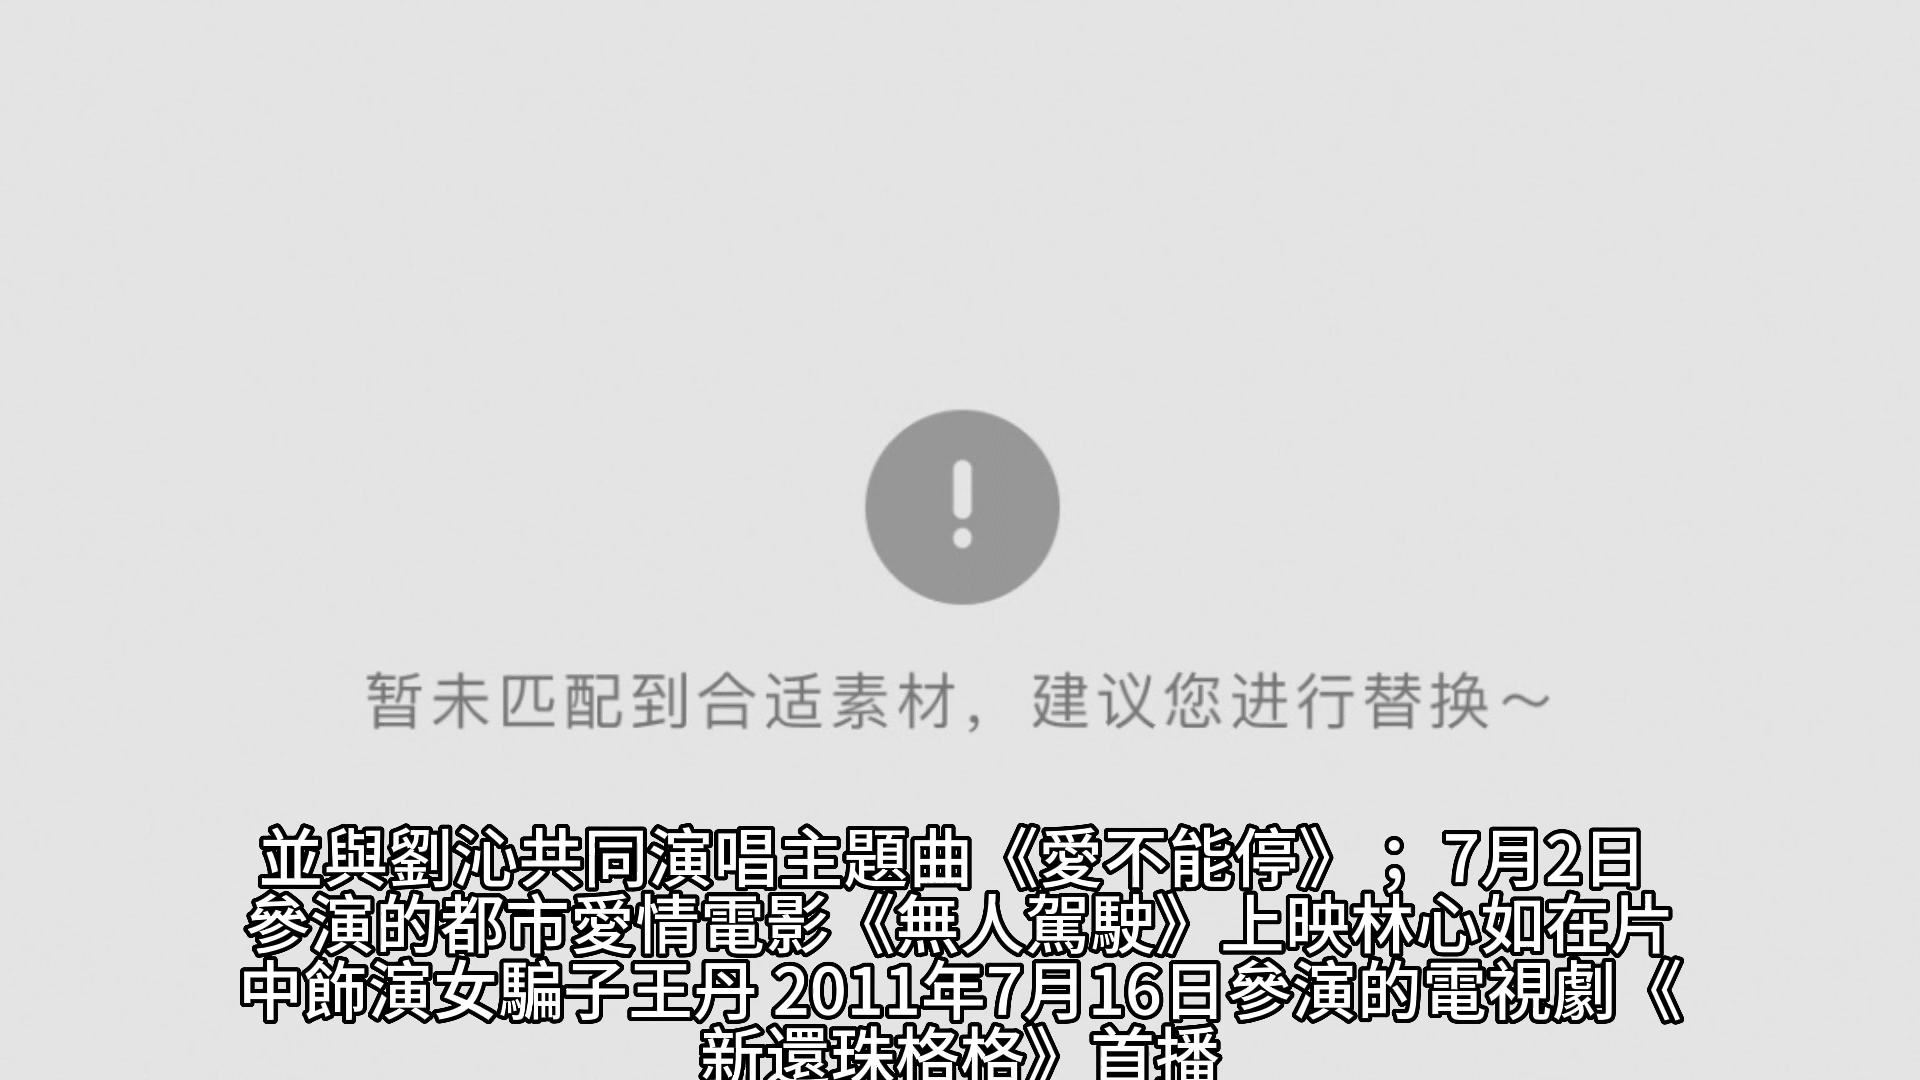 暂未匹配到合适素材，建议您进行替换～
並與劉沁共同演唱主題曲《愛不能停》；7月2日
參演的都市愛情電影《無人駕駛》上映林心如在片
中飾演女騙子王丹 2011年7月16日參演的電視劇《
新還珠格格》首播